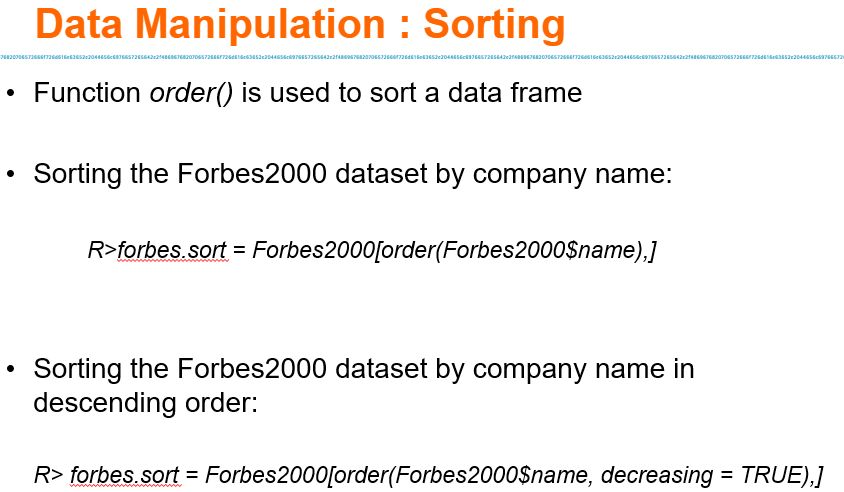 Data Manipulation : Sorting
• Function order() is used to sort a data frame
• Sorting the Forbes2000 dataset by company name:
R>forbes.sort = Forbes2000[order(Forbes2000$name),]
• Sorting the Forbes2000 dataset by company name in
descending order:
R> forbes.sort = Forbes2000[order(Forbes2000$name, decreasing = TRUE),]